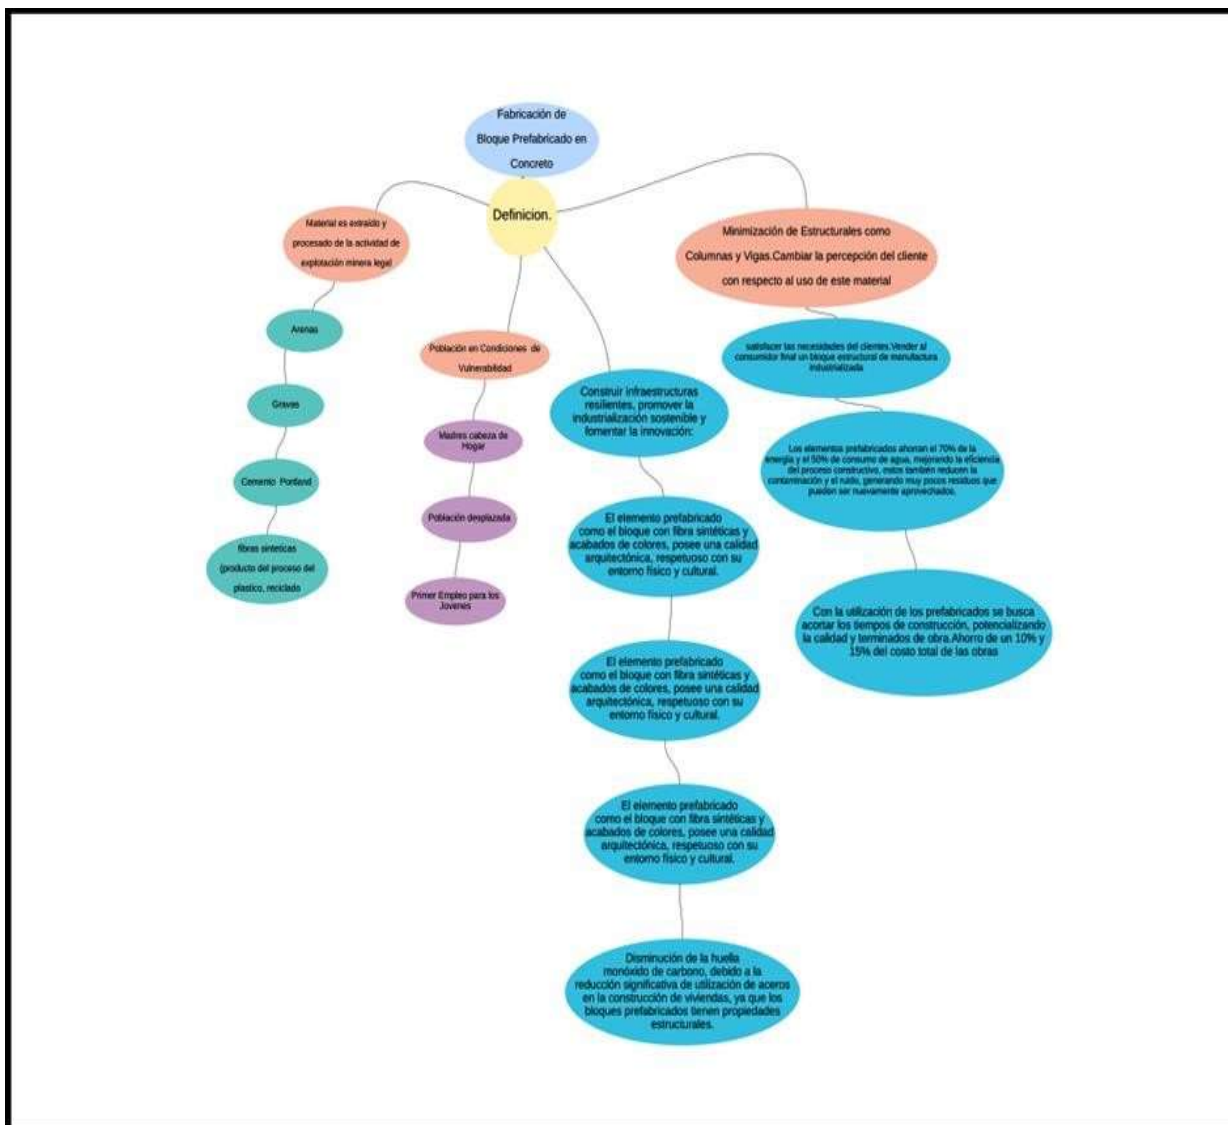 Fabricación de
Bloque Prefabricado en
Concreto
Definicion.
Material es extraído y
procesado de la actividad de
explotación minera legal
Arenas
Gravas
Cemento Portland
fibras sinteticas
(producto del proceso del
plastico, reciclado
Población en Condiciones de
Vulnerabilidad
Madres cabeza de
Hogar
Población desplazada
Primer Empleo para los
Jovenes
Construir infraestructuras
resilientes, promover la
industrialización sostenible y
fomentar la innovación:
El elemento prefabricado
como el bloque con fibra sintéticas y
acabados de colores, posee una calidad
arquitectónica, respetuoso con su
entorno físico y cultural.
El elemento prefabricado
como el bloque con fibra sintéticas y
acabados de colores, posee una calidad
arquitectónica, respetuoso con su
entorno físico y cultural.
El elemento prefabricado
como el bloque con fibra sintéticas y
acabados de colores, posee una calidad
arquitectónica, respetuoso con su
entorno físico y cultural.
Disminución de la huella
monóxido de carbono, debido a la
reducción significativa de utilización de aceros
en la construcción de viviendas, ya que los
bloques prefabricados tienen propiedades
estructurales.
Minimización de Estructurales como
Columnas y Vigas.Cambiar la percepción del cliente
con respecto al uso de este material
satisfacer las necesidades del clientes.Vender al
consumidor final un bloque estructural de manufactura
industrializada
Los elementos prefabricados ahorran el 70% de la
energía y el 50% de consumo de agua, mejorando la eficiencia
del proceso constructivo, estos también reducen la
contaminación y el ruido, generando muy pocos residuos que
pueden ser nuevamente aprovechados.
Con la utilización de los prefabricados se busca
acortar los tiempos de construcción, potencializando
la calidad y terminados de obra.Ahorro de un 10% y
15% del costo total de las obras